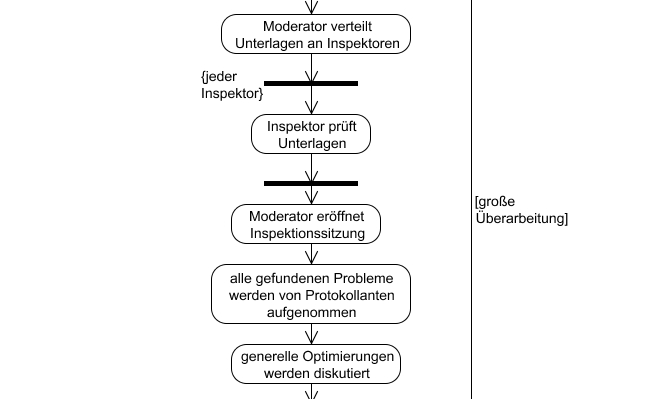 Moderator verteilt
Unterlagen an Inspektoren
{jeder
Inspektor}
Inspektor prüft
Unterlagen
[große
Überarbeitung]
Moderator eröffnet
Inspektionssitzung
alle gefundenen Probleme
werden von Protokollanten
aufgenommen
generelle Optimierungen
werden diskutiert